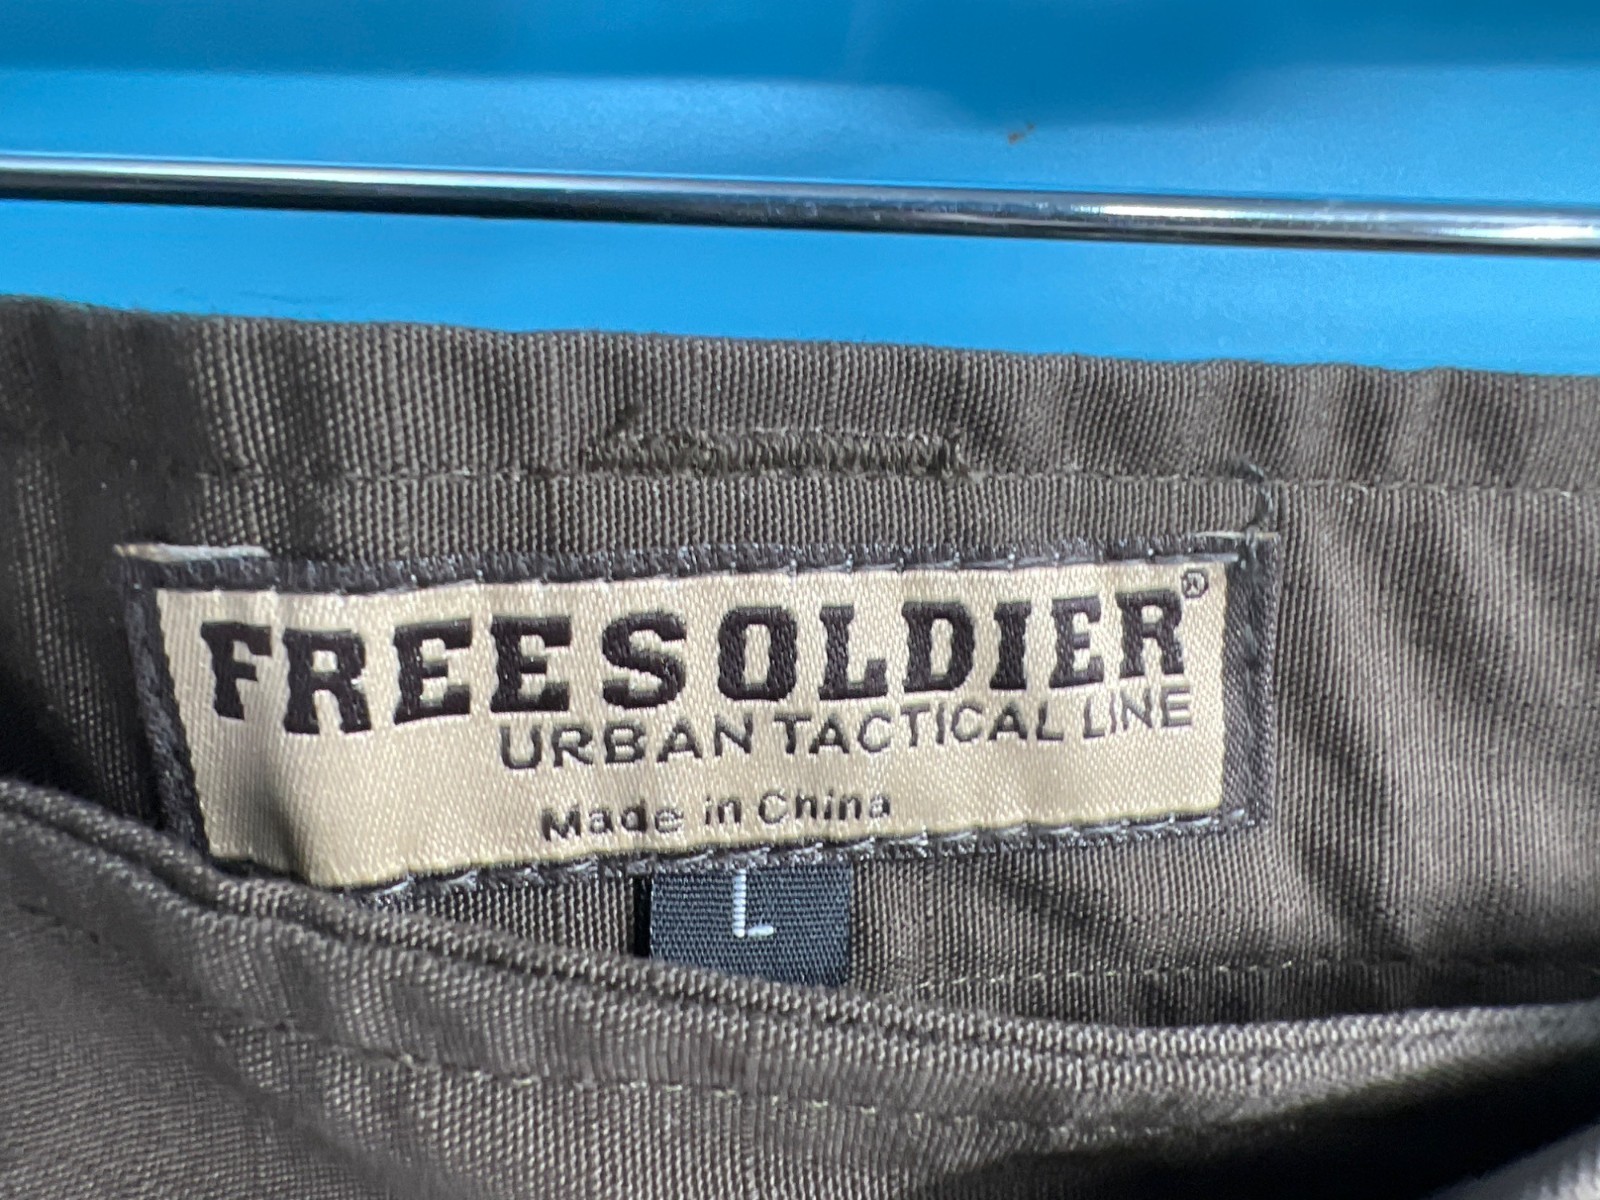 FREESOLDIER®
URBAN TACTICAL LINE
Made in China
L